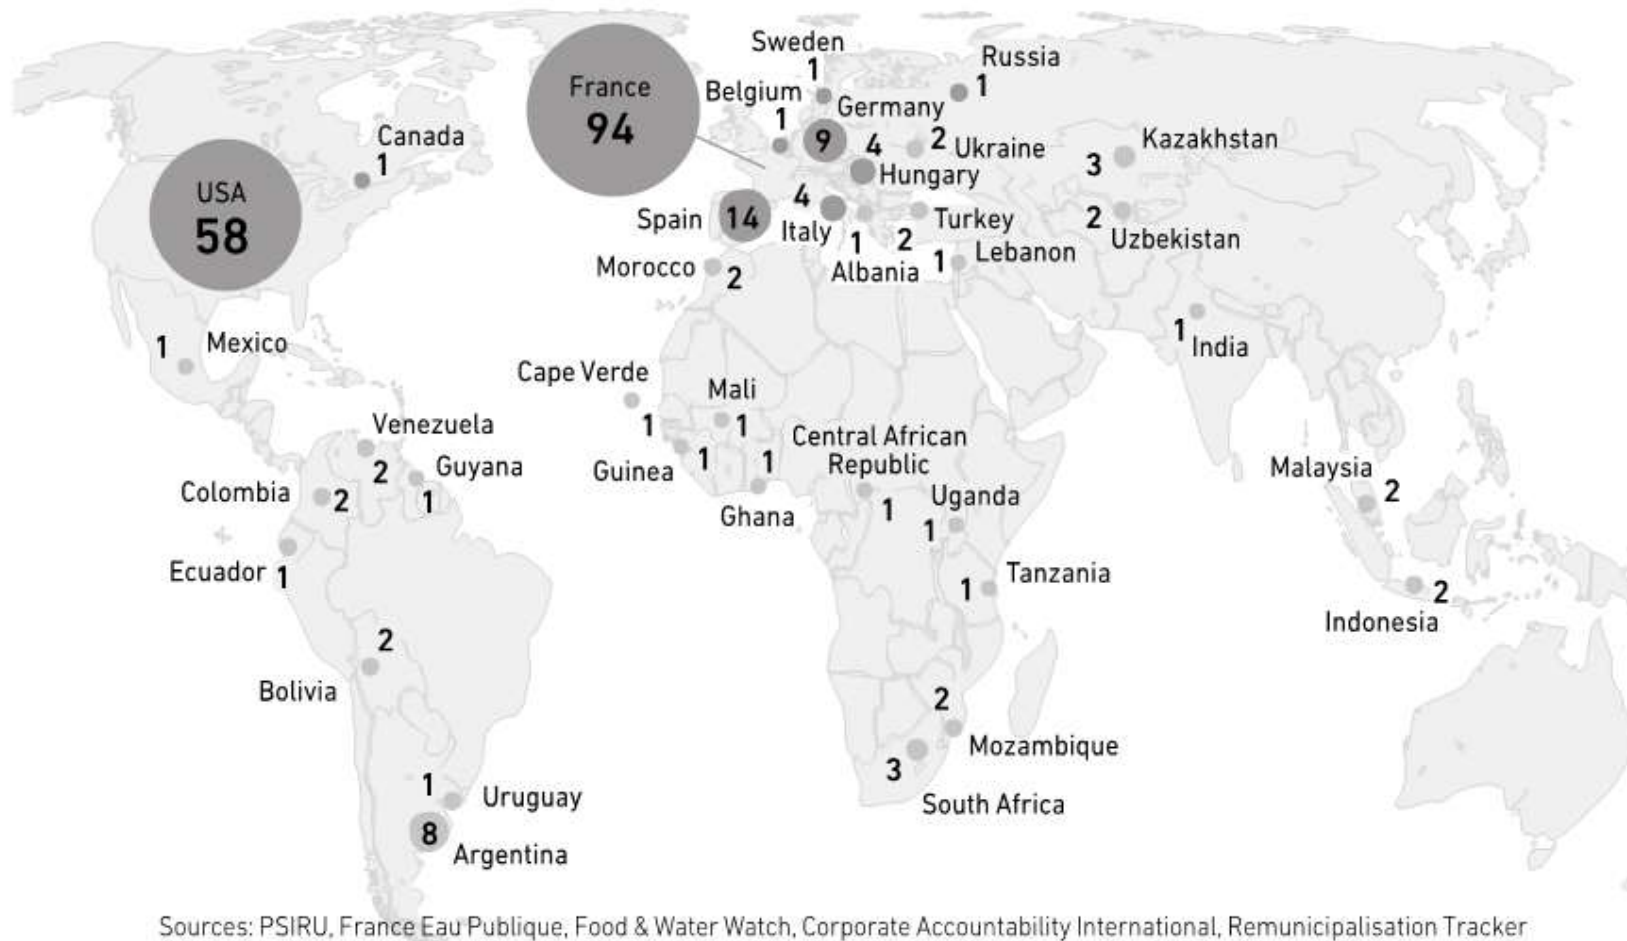 Sweden
1
Russia
1
France
94
Belgium
1
Germany
9
4
Hungary
2
Ukraine
Kazakhstan
3
Canada
1
USA
58
Spain
14
4
Italy
1
Albania
Turkey
2
Lebanon
1
2
Uzbekistan
Morocco
2
1
India
1
Mexico
Cape Verde
1
Mali
1
Guinea
1
1
Ghana
Central African
Republic
1
Uganda
1
Venezuela
2
Guyana
1
Colombia
2
Ecuador
1
Malaysia
2
Tanzania
1
2
Indonesia
2
Bolivia
2
Mozambique
3
South Africa
1
Uruguay
8
Argentina
Sources: PSIRU, France Eau Publique, Food & Water Watch, Corporate Accountability International, Remunicipalisation Tracker